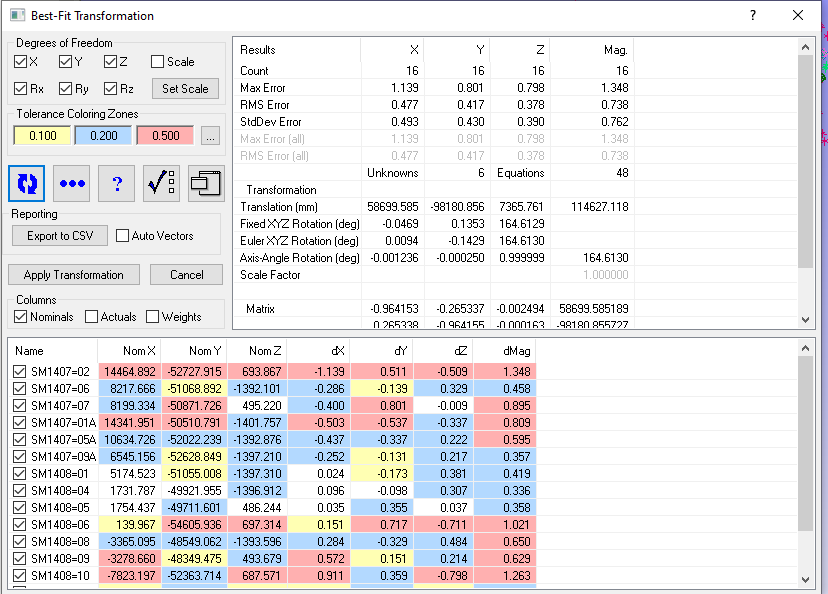 Best-Fit Transformation ?
Degrees of Freedom
X Y Z Scale
Rx Ry Rz Set Scale
Tolerance Coloring Zones
0.100 0.200 0.500 ...
?
Reporting
Export to CSV Auto Vectors
Apply Transformation Cancel
Columns
Nominals Actuals Weights
Results X Y Z Mag.
Count 16 16 16 16
Max Error 1.139 0.801 0.798 1.348
RMS Error 0.477 0.417 0.378 0.738
StdDev Error 0.493 0.430 0.390 0.762
Max Error (all) 1.139 0.801 0.798 1.348
RMS Error (all) 0.477 0.417 0.378 0.738
Unknowns 6 Equations 48
Transformation
Translation (mm) 58699.585 -98180.856 7365.761 114627.118
Fixed XYZ Rotation (deg) -0.0469 0.1353 164.6129
Euler XYZ Rotation (deg) 0.0094 -0.1429 164.6130
Axis-Angle Rotation (deg) -0.001236 -0.000250 0.999999 164.6130
Scale Factor 1.000000
Matrix -0.964153 -0.265337 -0.002494 58699.585189
0.265338 -0.964155 -0.000163 -98180.855727
Name Nom X Nom Y Nom Z dX dY dZ dMag
SM1407=02 14464.892 -52727.915 693.867 -1.139 0.511 -0.509 1.348
SM1407=06 8217.666 -51068.892 -1392.101 -0.286 -0.139 0.329 0.458
SM1407=07 8199.334 -50871.726 495.220 -0.400 0.801 -0.009 0.895
SM1407=01A 14341.951 -50510.791 -1401.757 -0.503 -0.537 -0.337 0.809
SM1407=05A 10634.726 -52022.239 -1392.876 -0.437 -0.337 0.222 0.595
SM1407=09A 6545.156 -52628.849 -1397.210 -0.252 -0.131 0.217 0.357
SM1408=01 5174.523 -51055.008 -1397.310 0.024 -0.173 0.381 0.419
SM1408=04 1731.787 -49921.955 -1396.912 0.096 -0.098 0.307 0.336
SM1408=05 1754.437 -49711.601 486.244 0.035 0.355 0.037 0.358
SM1408=06 139.967 -54605.936 697.314 0.151 0.717 -0.711 1.021
SM1408=08 -3365.095 -48549.062 -1393.596 0.284 -0.329 0.484 0.650
SM1408=09 -3278.660 -48349.475 493.679 0.572 0.151 0.214 0.629
SM1408=10 -7823.197 -52363.714 687.571 0.911 0.359 -0.798 1.263